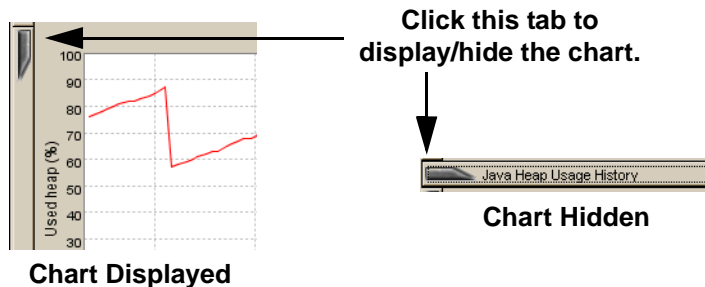 Click this tab to
display/hide the chart.
100
90
80
70
60
50
40
30
Used heap (%)
Java Heap Usage History
Chart Hidden
Chart Displayed